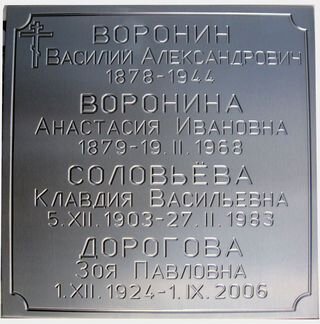 ВОРОНИН
ВАСИЛИЙ АЛЕКСАНДРОВИЧ
1878-1944
ВОРОНИНА
АНАСТАСИЯ ИВАНОВНА
1879-19.II.1968
СОЛОВЬЁВА
КЛАВДИЯ ВАСИЛЬЕВНА
5.XII.1903-27.II.1983
ДОРОГОВА
ЗОЯ ПАВЛОВНА
1.XII.1924-1.IX.2006